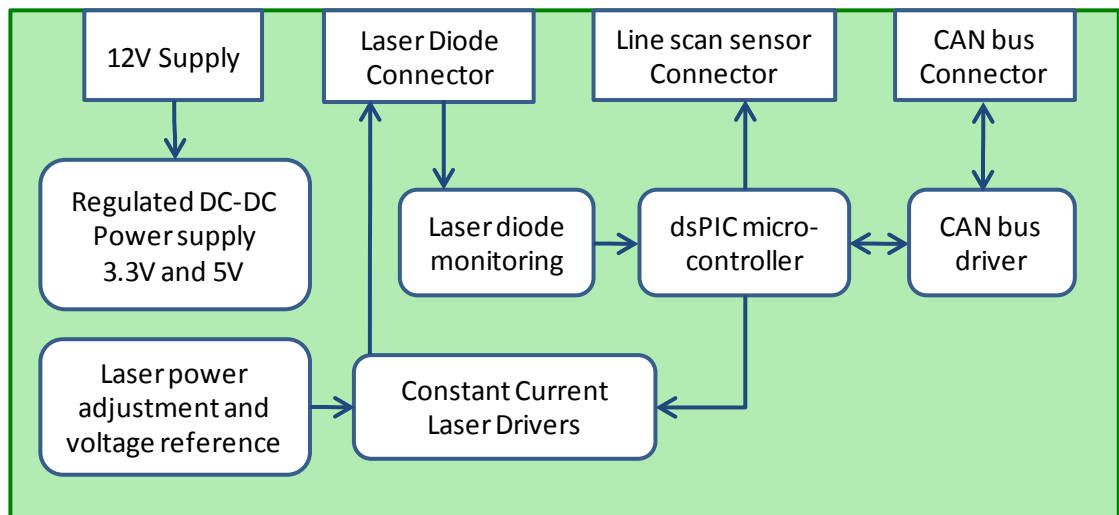 12V Supply
Laser Diode
Connector
Line scan sensor
Connector
CAN bus
Connector
Regulated DC-DC
Power supply
3.3V and 5V
Laser diode
monitoring
dsPIC micro-
controller
CAN bus
driver
Laser power
adjustment and
voltage reference
Constant Current
Laser Drivers